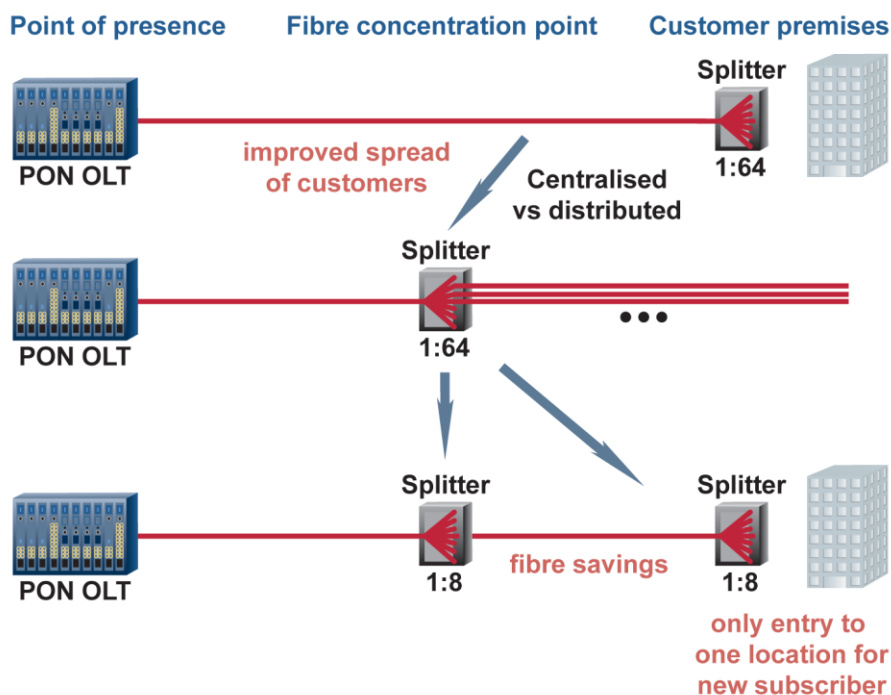 Point of presence
Fibre concentration point
Customer premises
Splitter
1:64
PON OLT
improved spread
of customers
Centralised
vs distributed
Splitter
1:64
PON OLT
Splitter
1:8
Splitter
1:8
PON OLT
fibre savings
only entry to
one location for
new subscriber